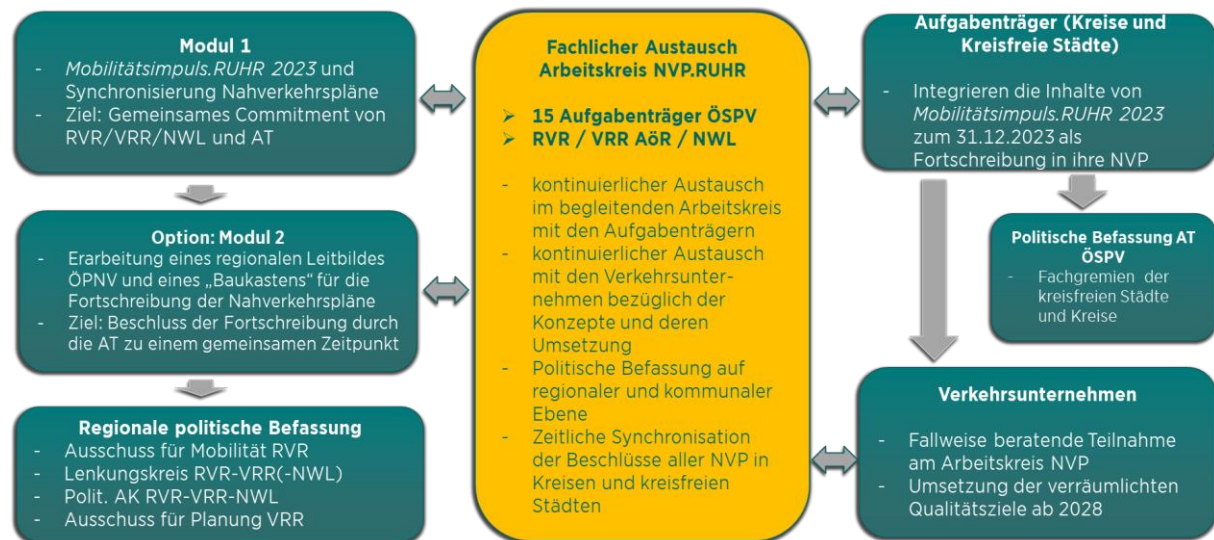 Modul 1
- Mobilitätsimpuls.RUHR 2023 und
Synchronisierung Nahverkehrspläne
- Ziel: Gemeinsames Commitment von
RVR/VRR/NWL und AT
Option: Modul 2
- Erarbeitung eines regionalen Leitbildes
ÖPNV und eines „Baukastens“ für die
Fortschreibung der Nahverkehrspläne
- Ziel: Beschluss der Fortschreibung durch
die AT zu einem gemeinsamen Zeitpunkt
Regionale politische Befassung
- Ausschuss für Mobilität RVR
- Lenkungskreis RVR-VRR(-NWL)
- Polit. AK RVR-VRR-NWL
- Ausschuss für Planung VRR
Fachlicher Austausch
Arbeitskreis NVP.RUHR
➢ 15 Aufgabenträger ÖSPV
➢ RVR / VRR AöR / NWL
- kontinuierlicher Austausch
im begleitenden Arbeitskreis
mit den Aufgabenträgern
- kontinuierlicher Austausch
mit den Verkehrsunter-
nehmen bezüglich der
Konzepte und deren
Umsetzung
- Politische Befassung auf
regionaler und kommunaler
Ebene
- Zeitliche Synchronisation
der Beschlüsse aller NVP in
Kreisen und kreisfreien
Städten
Aufgabenträger (Kreise und
Kreisfreie Städte)
- Integrieren die Inhalte von
Mobilitätsimpuls.RUHR 2023
zum 31.12.2023 als
Fortschreibung in ihre NVP
Politische Befassung AT
ÖSPV
- Fachgremien der
kreisfreien Städte
und Kreise
Verkehrsunternehmen
- Fallweise beratende Teilnahme
am Arbeitskreis NVP
- Umsetzung der verräumlichten
Qualitätsziele ab 2028